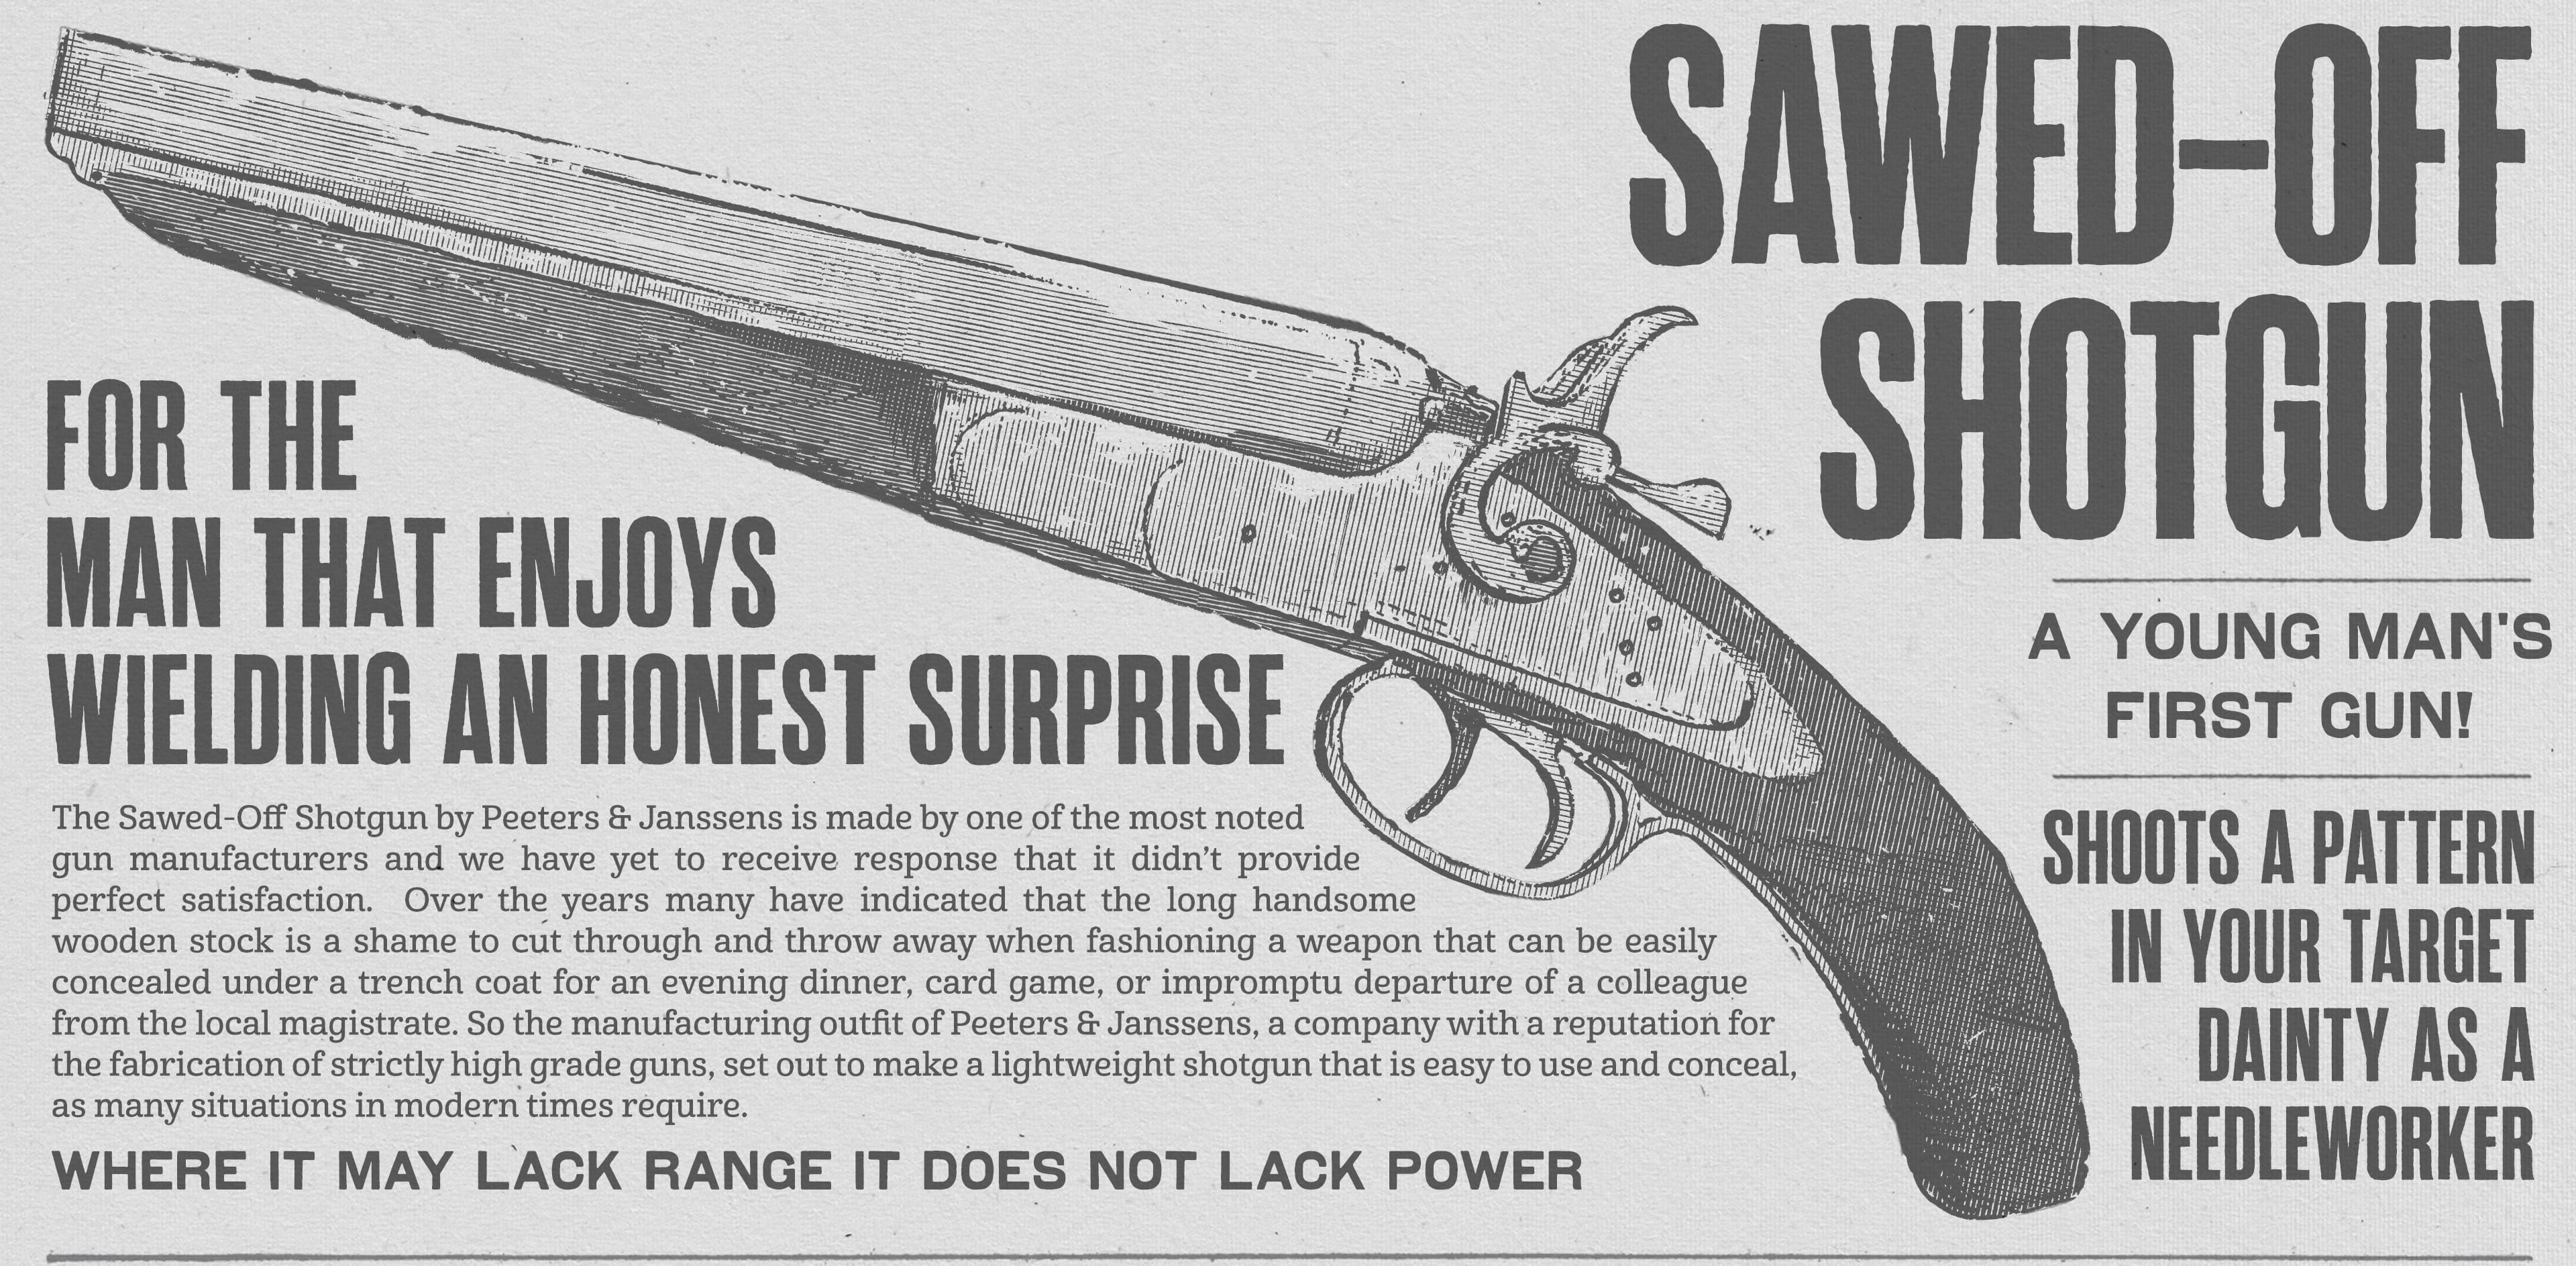 SAWED-OFF
SHOTGUN
A YOUNG MAN'S
FIRST GUN!
SHOOTS A PATTERN
IN YOUR TARGET
DAINTY AS A
NEEDLEWORKER
FOR THE
MAN THAT ENJOYS
WIELDING AN HONEST SURPRISE
The Sawed-Off Shotgun by Peeters & Janssens is made by one of the most noted
gun manufacturers and we have yet to receive response that it didn't provide
perfect satisfaction. Over the years many have indicated that the long handsome
wooden stock is a shame to cut through and throw away when fashioning a weapon that can be easily
concealed under a trench coat for an evening dinner, card game, or impromptu departure of a colleague
from the local magistrate. So the manufacturing outfit of Peeters & Janssens, a company with a reputation for
the fabrication of strictly high grade guns, set out to make a lightweight shotgun that is easy to use and conceal,
as many situations in modern times require.
WHERE IT MAY LACK RANGE IT DOES NOT LACK POWER